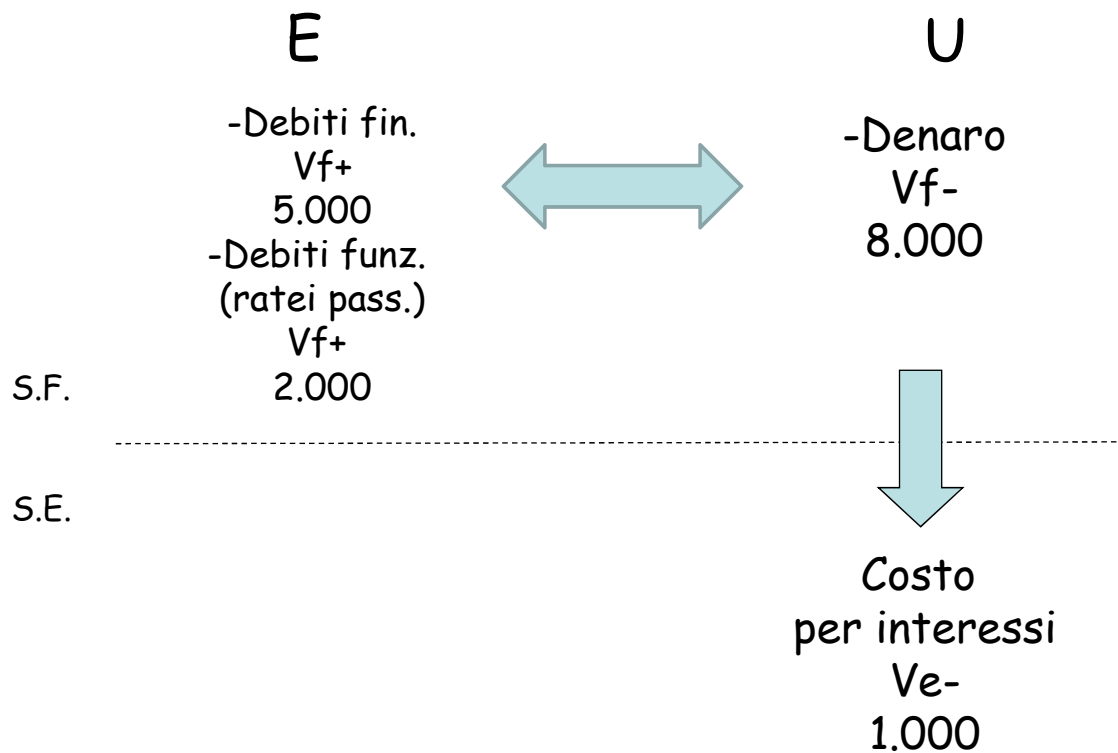 E
U
-Debiti fin.
Vf+
5.000
-Debiti funz.
(ratei pass.)
Vf+
2.000
-Denaro
Vf-
8.000
S.F.
S.E.
Costo
per interessi
Ve-
1.000